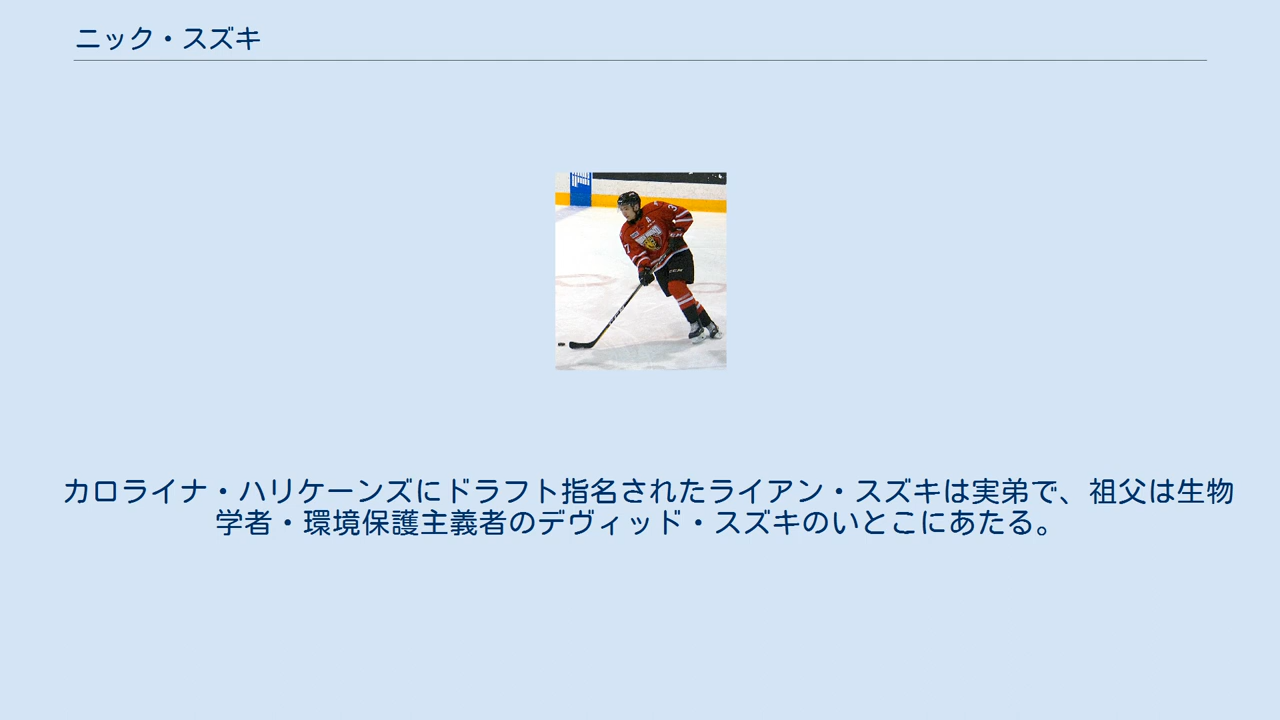 ニック・スズキ
カロライナ・ハリケーンズにドラフト指名されたライアン・スズキは実弟で、祖父は生物
学者・環境保護主義者のデヴィッド・スズキのいとこにあたる。